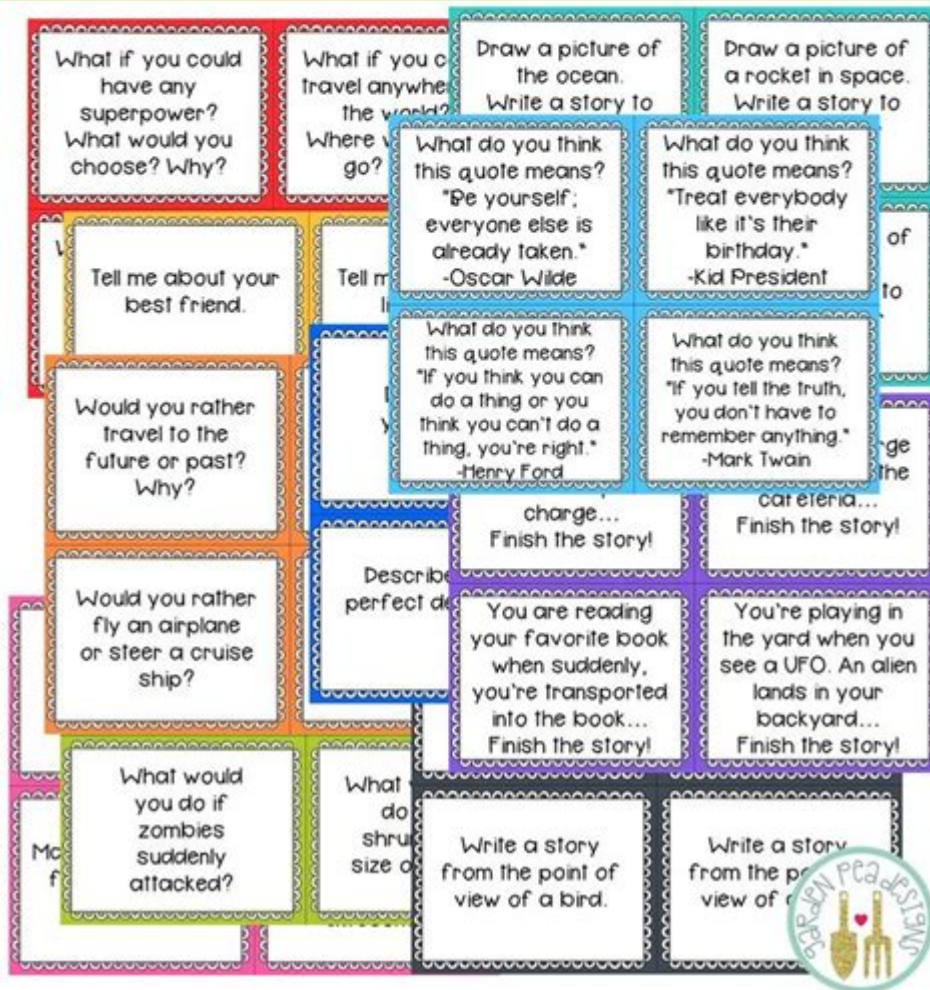 What if you could
have any
superpower?
What would you
choose? Why?
What if you
travel
the world?
Where
go?
Draw a picture of
the ocean.
Write a story to
Draw a picture of
a rocket in space.
Write a story to
What do you think
this quote means?
"Be yourself;
everyone else is
already taken."
-Oscar Wilde
What do you think
this quote means?
"Treat everybody
like it's their
birthday."
-Kid President
of
to
Tell me about your
best friend.
Tell
What do you think
this quote means?
"If you think you can
do a thing or you
think you can't do a
thing, you're right."
-Henry Ford
What do you think
this quote means?
"If you tell the truth,
you don't have to
remember anything."
-Mark Twain
Would you rather
travel to the
future or past?
Why?
charge...
Finish the story!
the
cafeteria...
Finish the story!
Would you rather
fly an airplane
or steer a cruise
ship?
Describe
perfect
You are reading
your favorite book
when suddenly,
you're transported
into the book...
Finish the story!
You're playing in
the yard when you
see a UFO. An alien
lands in your
backyard...
Finish the story!
What would
you do if
zombies
suddenly
attacked?
What
do
size
Write a story
from the point of
view of a bird.
Write a story
from the
view of
GARDEN PEA DESIGNS